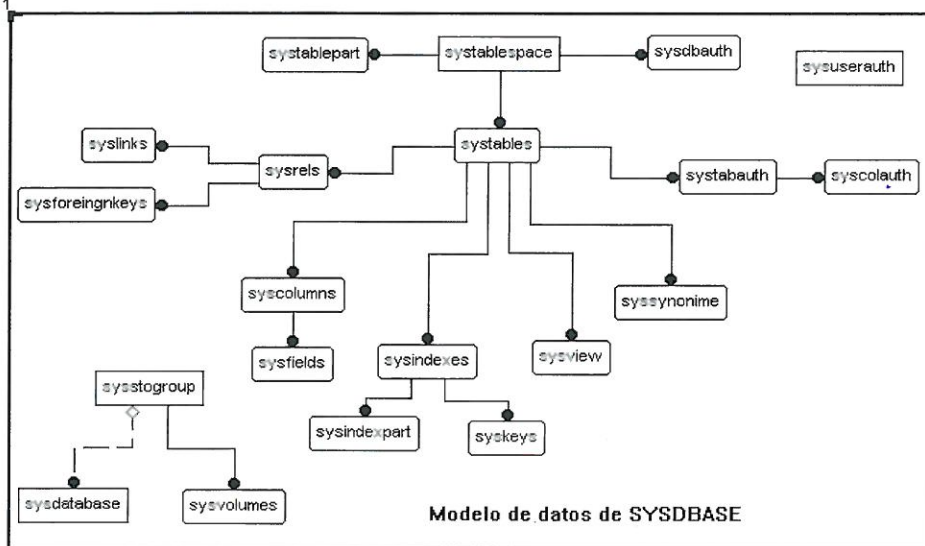 1
systablepart
systablespace
sysdbauth
sysuserauth
syslinks
systables
sysrels
systabauth
syscolauth
sysforeingnkeys
syscolumns
syssynonime
sysfields
sysindexes
sysview
sysstogroup
sysindexpart
syskeys
sysdatabase
sysvolumes
Modelo de datos de SYSDBASE